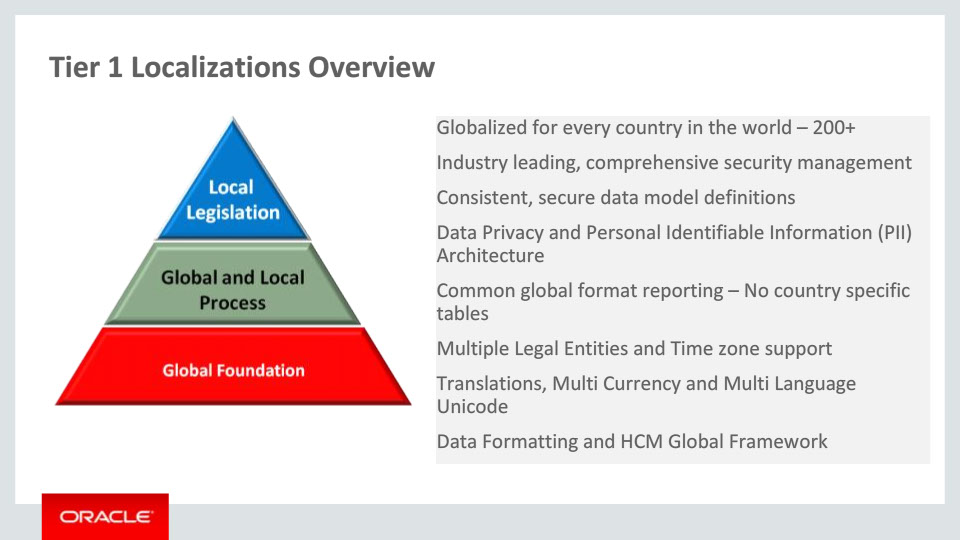 Tier 1 Localizations Overview
Local
Legislation
Global and Local
Process
Global Foundation
Globalized for every country in the world – 200+
Industry leading, comprehensive security management
Consistent, secure data model definitions
Data Privacy and Personal Identifiable Information (PII)
Architecture
Common global format reporting – No country specific
tables
Multiple Legal Entities and Time zone support
Translations, Multi Currency and Multi Language
Unicode
Data Formatting and HCM Global Framework
ORACLE